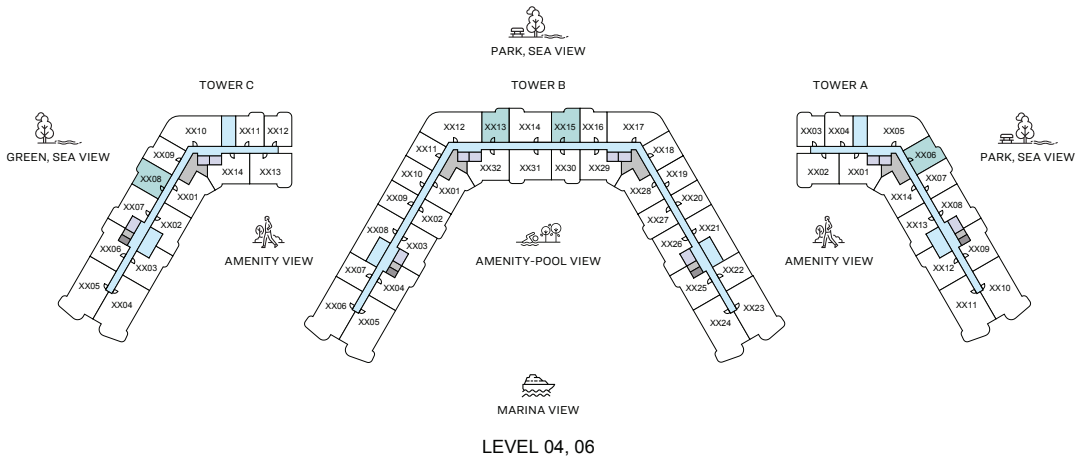 PARK, SEA VIEW
TOWER C
TOWER B
TOWER A
GREEN, SEA VIEW
PARK, SEA VIEW
XX10
XX11
XX12
XX09
XX14
XX13
XX08
XX01
XX07
XX02
XX06
XX03
XX05
XX04
XX12
XX13
XX14
XX15
XX16
XX17
XX11
XX32
XX31
XX30
XX29
XX18
XX10
XX01
XX28
XX19
XX09
XX02
XX27
XX20
XX08
XX03
XX26
XX21
XX07
XX04
XX25
XX22
XX06
XX05
XX24
XX23
XX03
XX04
XX05
XX02
XX01
XX06
XX14
XX07
XX13
XX08
XX12
XX09
XX11
XX10
AMENITY VIEW
AMENITY-POOL VIEW
AMENITY VIEW
MARINA VIEW
LEVEL 04, 06